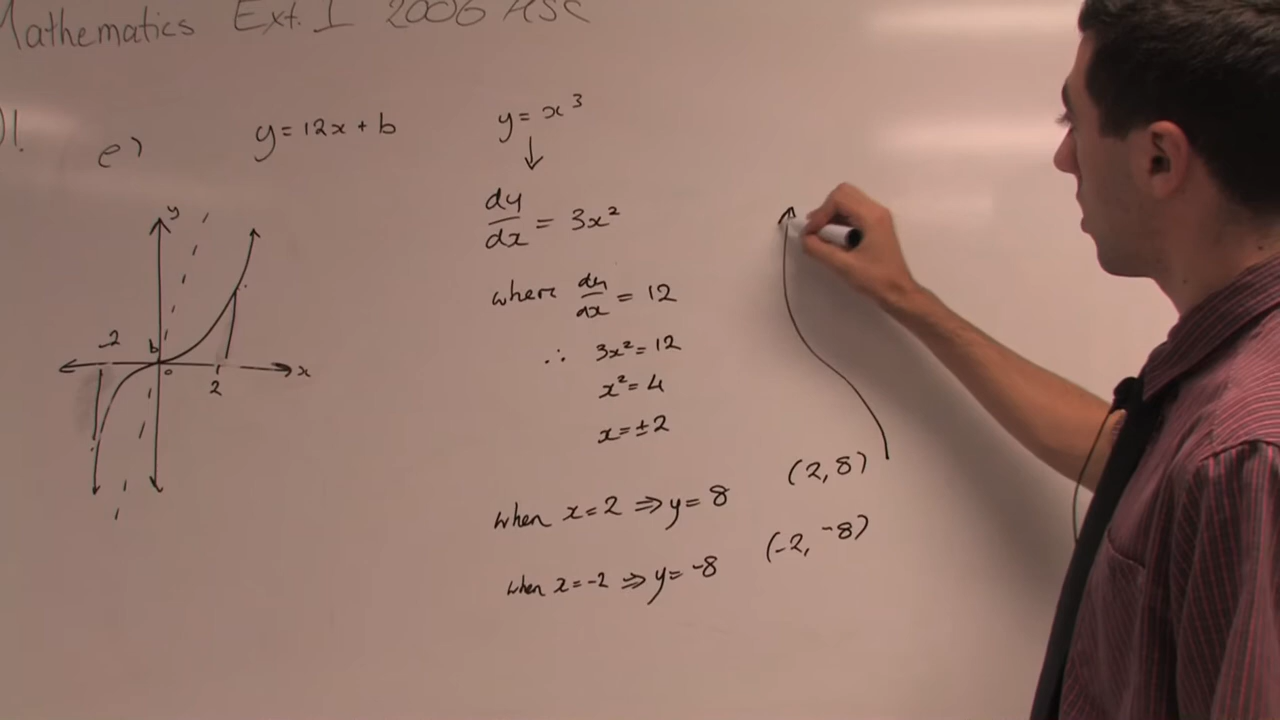 Mathematics Ext. 1 2006 HSC
Q1.
e) y = 12x + b
y
-2
b
0
2
x
y = x³
↓
dy/dx = 3x²
where dy/dx = 12
∴ 3x² = 12
x² = 4
x = ±2
when x = 2 ⇒ y = 8 (2, 8)
when x = -2 ⇒ y = -8 (-2, -8)